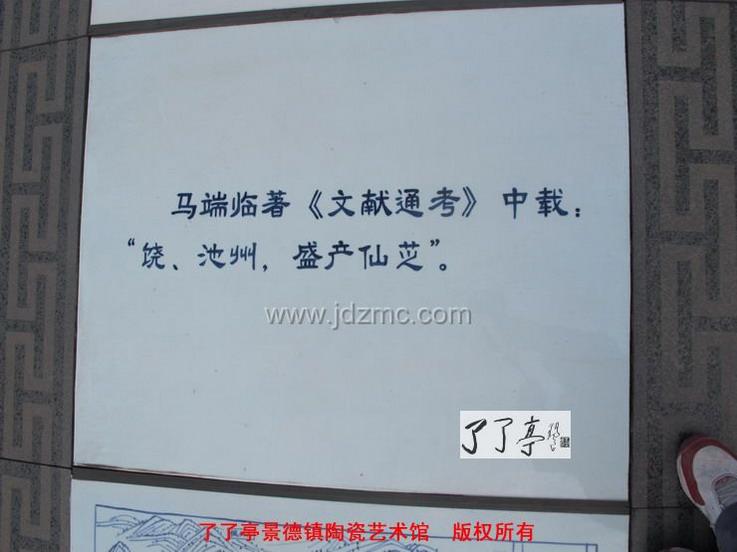 马端临著《文献通考》中载：
“饶、池州，盛产仙芝”。
www.jdzmc.com
了了亭
了了亭景德镇陶瓷艺术馆 版权所有